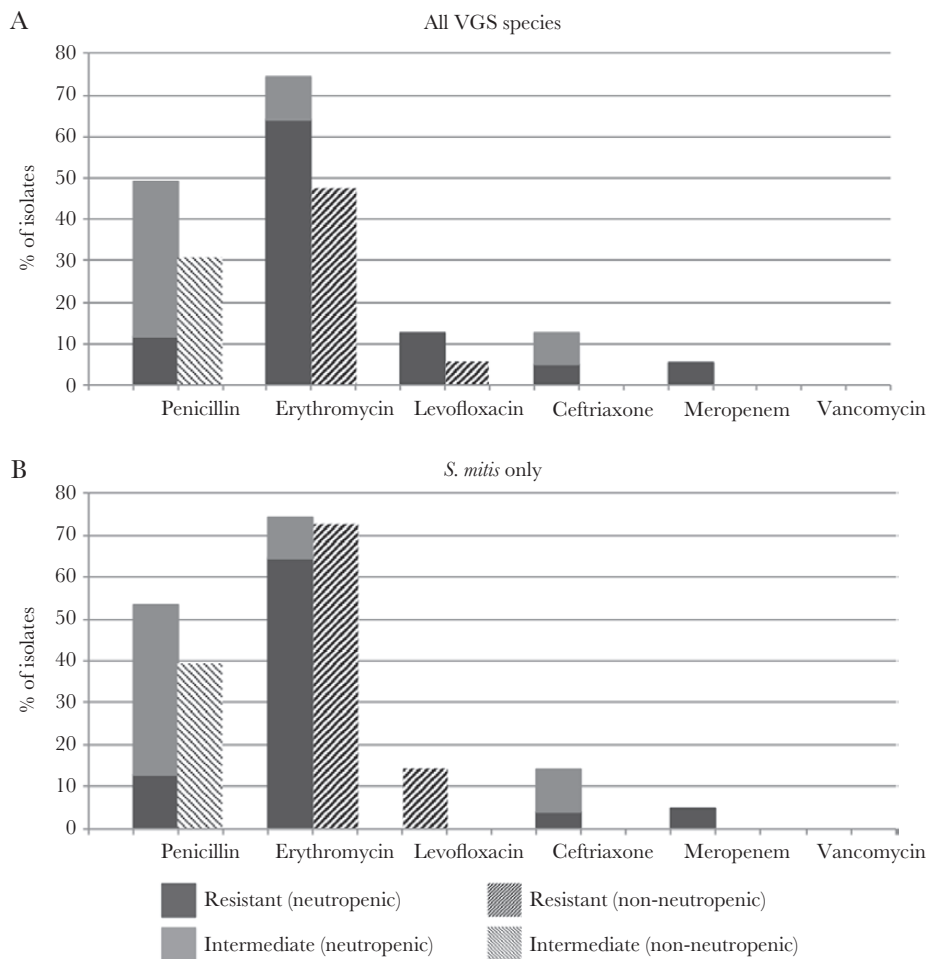 A
All VGS species
80
70
60
50
40
30
20
10
0
% of isolates
Penicillin Erythromycin Levofloxacin Ceftriaxone Meropenem Vancomycin
B
S. mitis only
80
70
60
50
40
30
20
10
0
% of isolates
Penicillin Erythromycin Levofloxacin Ceftriaxone Meropenem Vancomycin
Resistant (neutropenic) Resistant (non-neutropenic)
Intermediate (neutropenic) Intermediate (non-neutropenic)